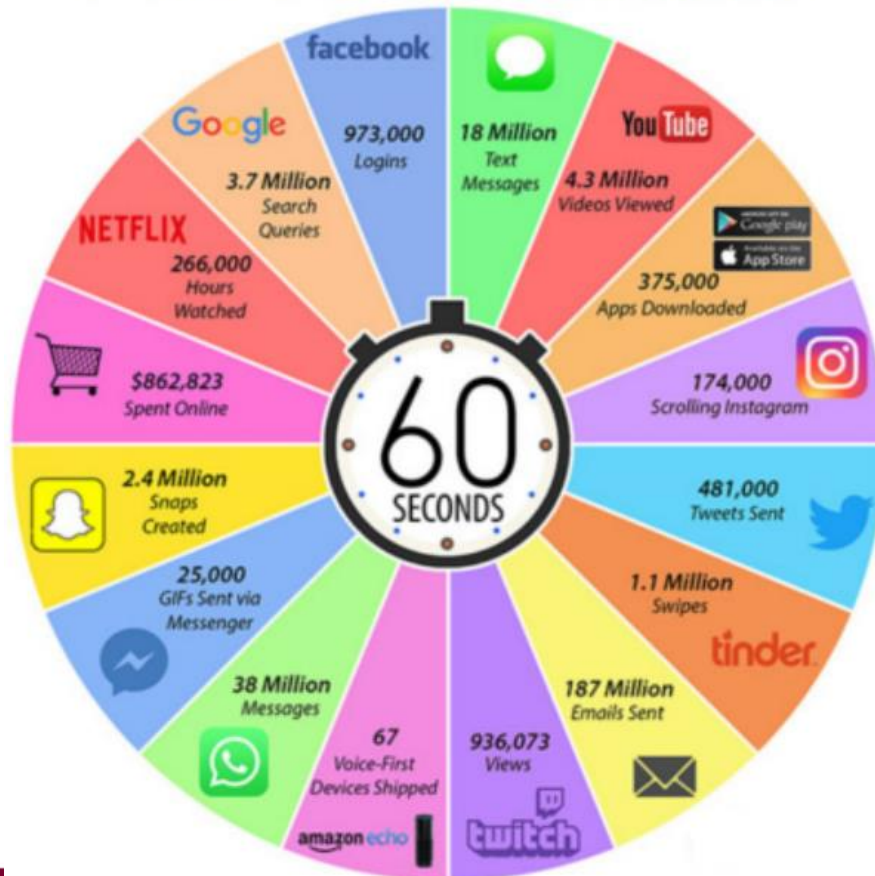 facebook
973,000
Logins
18 Million
Text
Messages
YouTube
4.3 Million
Videos Viewed
Google play
Available on the
App Store
375,000
Apps Downloaded
174,000
Scrolling Instagram
481,000
Tweets Sent
1.1 Million
Swipes
tinder
187 Million
Emails Sent
936,073
Views
twitch
67
Voice-First
Devices Shipped
amazon echo
38 Million
Messages
25,000
GIFs Sent via
Messenger
2.4 Million
Snaps
Created
$862,823
Spent Online
NETFLIX
266,000
Hours
Watched
Google
3.7 Million
Search
Queries
60
SECONDS